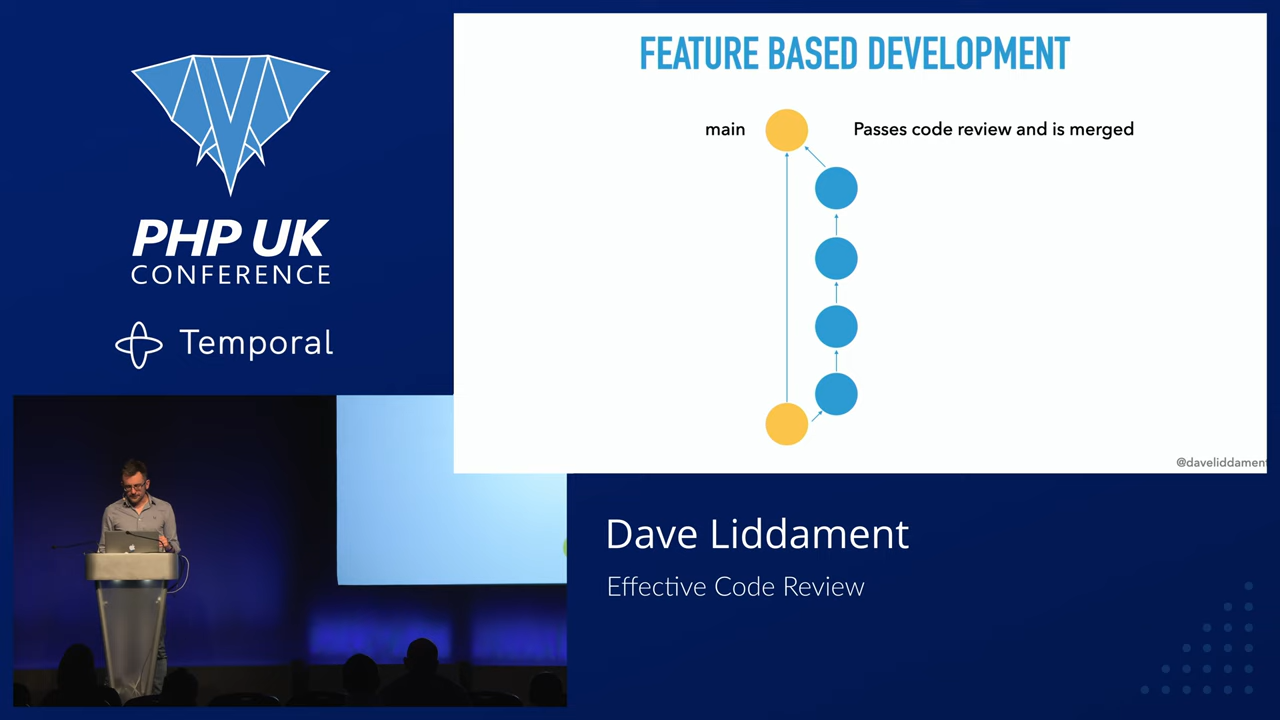 PHP UK
CONFERENCE
Temporal
FEATURE BASED DEVELOPMENT
main
Passes code review and is merged
@daveliddament
Dave Liddament
Effective Code Review